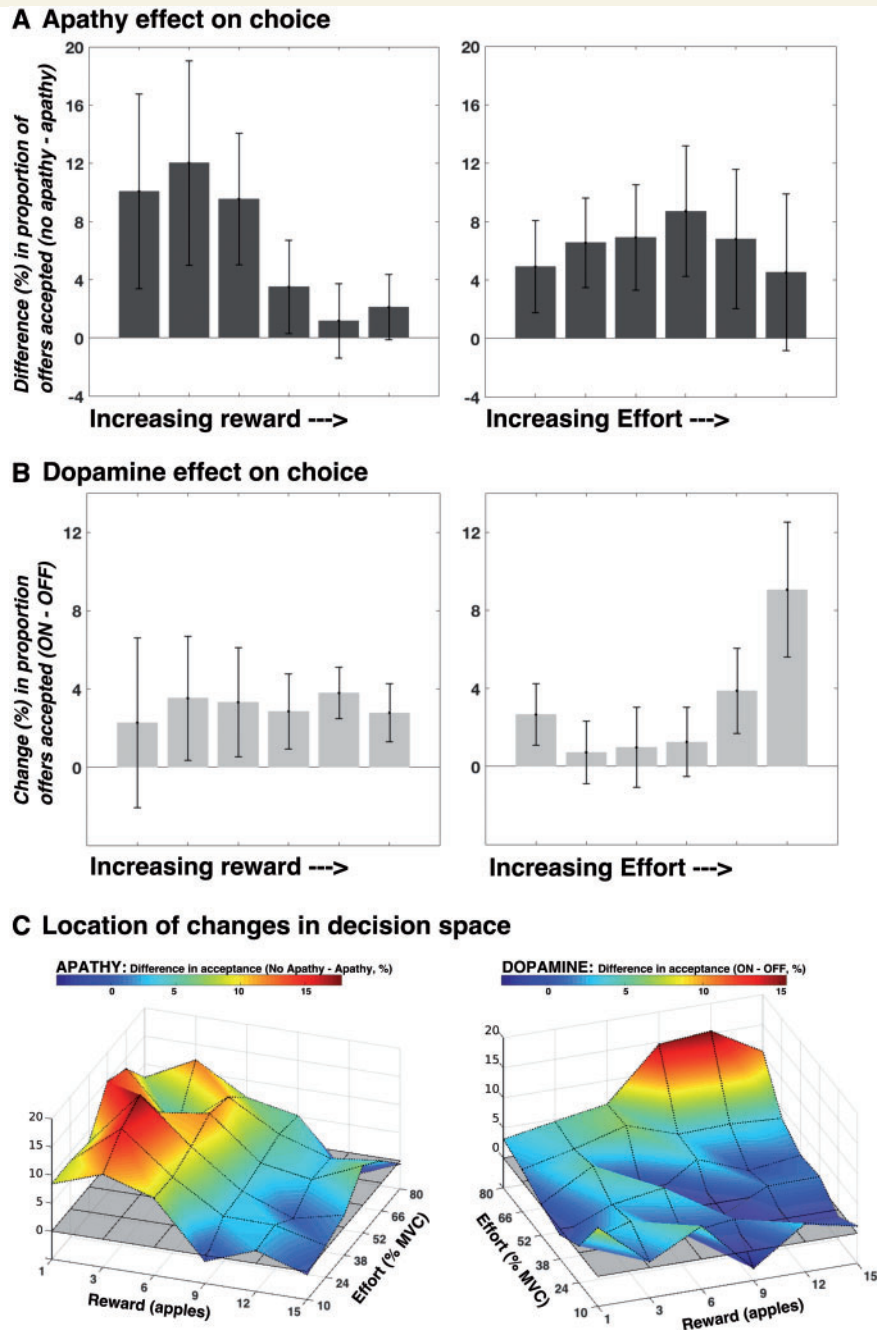 A Apathy effect on choice
Difference (%) in proportion of
offers accepted (no apathy - apathy)
20
16
12
8
4
0
-4
Increasing reward --->
20
16
12
8
4
0
-4
Increasing Effort --->
B Dopamine effect on choice
Change (%) in proportion
offers accepted (ON - OFF)
12
8
4
0
Increasing reward --->
12
8
4
0
Increasing Effort --->
C Location of changes in decision space
APATHY: Difference in acceptance (No Apathy - Apathy, %)
0 5 10 15
20
15
10
5
0
1 3 6 9 12 15
Reward (apples)
10 24 38 52 66 80
Effort (% MVC)
DOPAMINE: Difference in acceptance (ON - OFF, %)
0 5 10 15
20
15
10
5
0
80 66 52 38 24 10
Effort (% MVC)
1 3 6 9 12 15
Reward (apples)